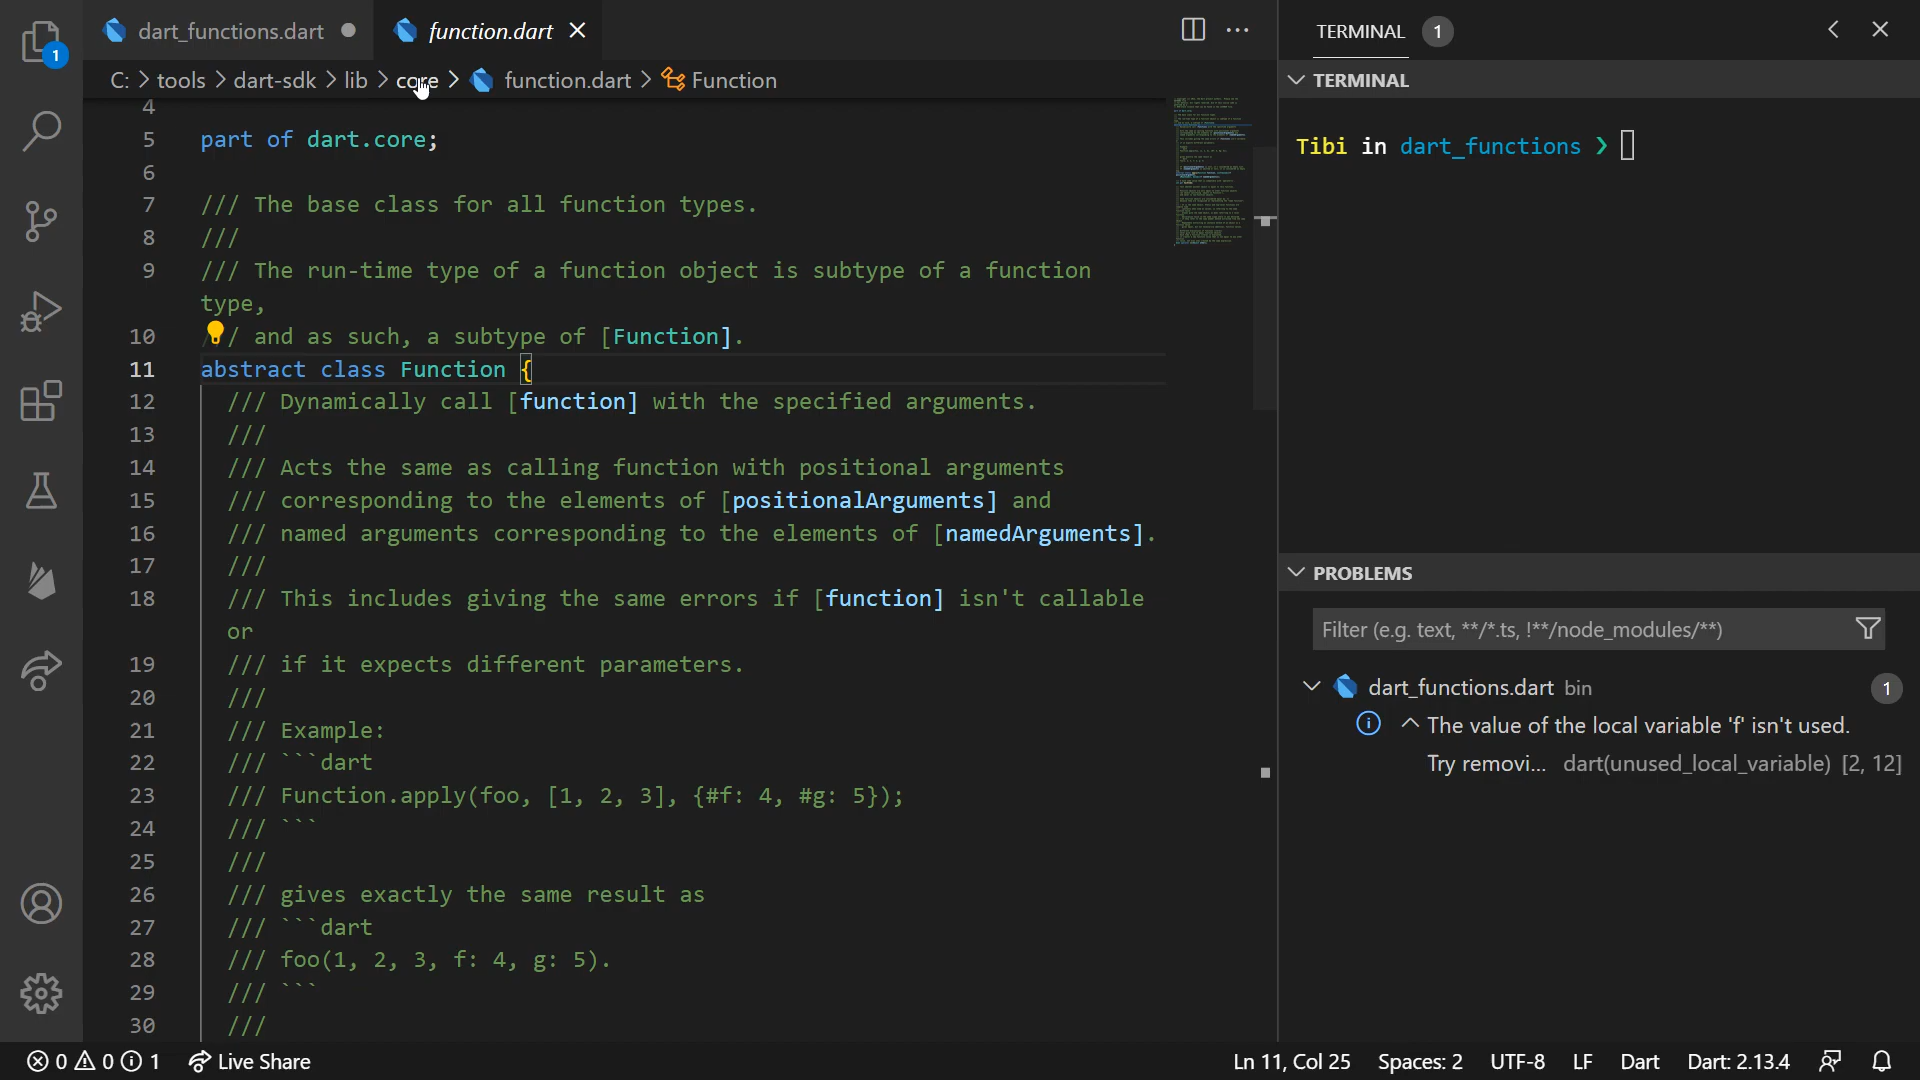 1
dart_functions.dart
function.dart
C: > tools > dart-sdk > lib > core > function.dart > Function
4
5 part of dart.core;
6
7 /// The base class for all function types.
8 ///
9 /// The run-time type of a function object is subtype of a function
type,
10 / and as such, a subtype of [Function].
11 abstract class Function {
12 /// Dynamically call [function] with the specified arguments.
13 ///
14 /// Acts the same as calling function with positional arguments
15 /// corresponding to the elements of [positionalArguments] and
16 /// named arguments corresponding to the elements of [namedArguments].
17 ///
18 /// This includes giving the same errors if [function] isn't callable
or
19 /// if it expects different parameters.
20 ///
21 /// Example:
22 /// ```dart
23 /// Function.apply(foo, [1, 2, 3], {#f: 4, #g: 5});
24 /// ```
25 ///
26 /// gives exactly the same result as
27 /// ```dart
28 /// foo(1, 2, 3, f: 4, g: 5).
29 /// ```
30 ///
TERMINAL 1
TERMINAL
Tibi in dart_functions ❯
PROBLEMS
Filter (e.g. text, **/*.ts, !**/node_modules/**)
dart_functions.dart bin 1
The value of the local variable 'f' isn't used.
Try removi... dart(unused_local_variable) [2, 12]
0 0 1 Live Share
Ln 11, Col 25 Spaces: 2 UTF-8 LF Dart Dart: 2.13.4